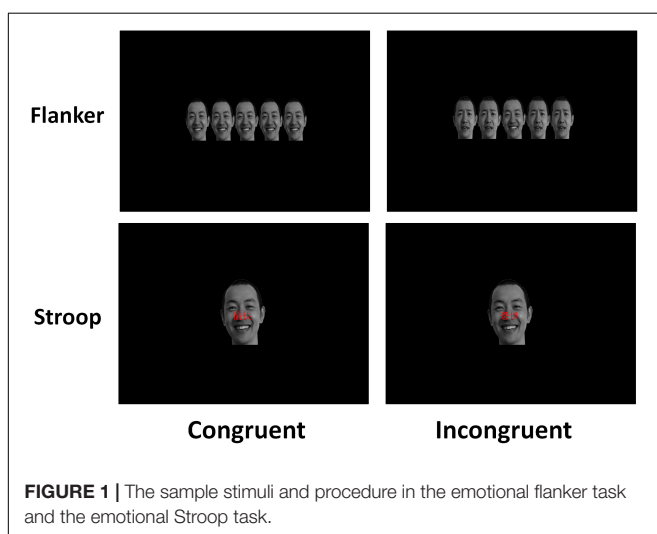 Flanker
Stroop
Congruent
Incongruent
FIGURE 1 | The sample stimuli and procedure in the emotional flanker task
and the emotional Stroop task.